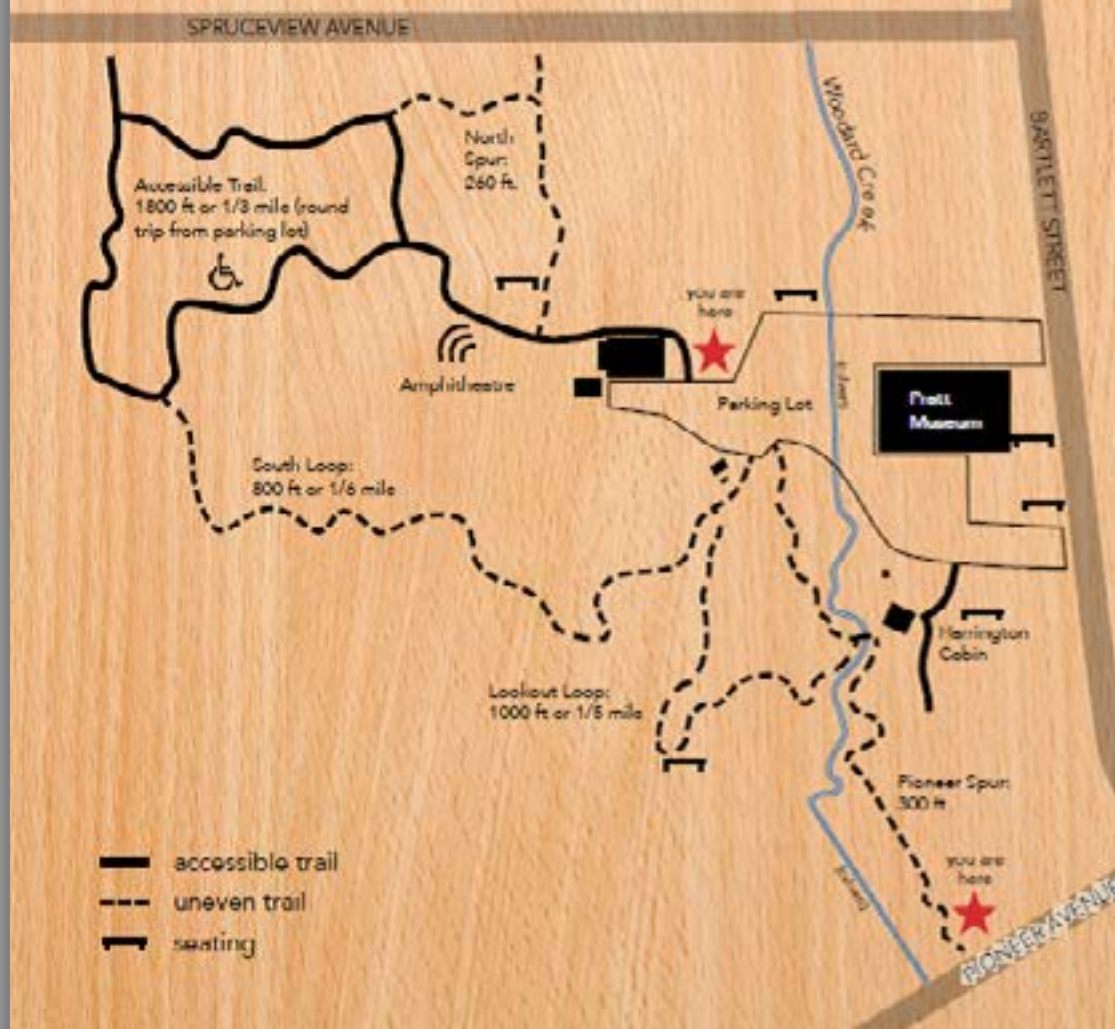 SPRUCEVIEW AVENUE
BARTLETT STREET
Woodard Creek
North
Spur:
260 ft.
Accessible Trail:
1800 ft or 1/3 mile (round
trip from parking lot)
you are
here
Amphitheatre
Parking Lot
culvert
Pratt
Museum
South Loop:
800 ft or 1/6 mile
Harrington
Cabin
Lookout Loop:
1000 ft or 1/5 mile
Pioneer Spur:
300 ft
you are
here
culvert
PIONEER AVENUE
accessible trail
uneven trail
seating